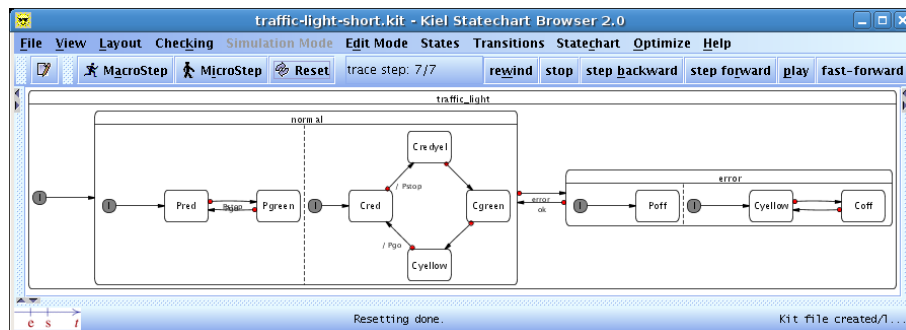 traffic-light-short.kit - Kiel Statechart Browser 2.0
File View Layout Checking Simulation Mode Edit Mode States Transitions Statechart Optimize Help
MacroStep MicroStep Reset trace step: 7/7 rewind stop step backward step forward play fast-forward
traffic_light
normal
Credyel
/ Pstop
error
I
I
Pred
Pgreen
I
Cred
Cgreen
error
ok
I
Poff
I
Cyellow
Coff
/ Pgo
Cyellow
e s t
Resetting done.
Kit file created/l...